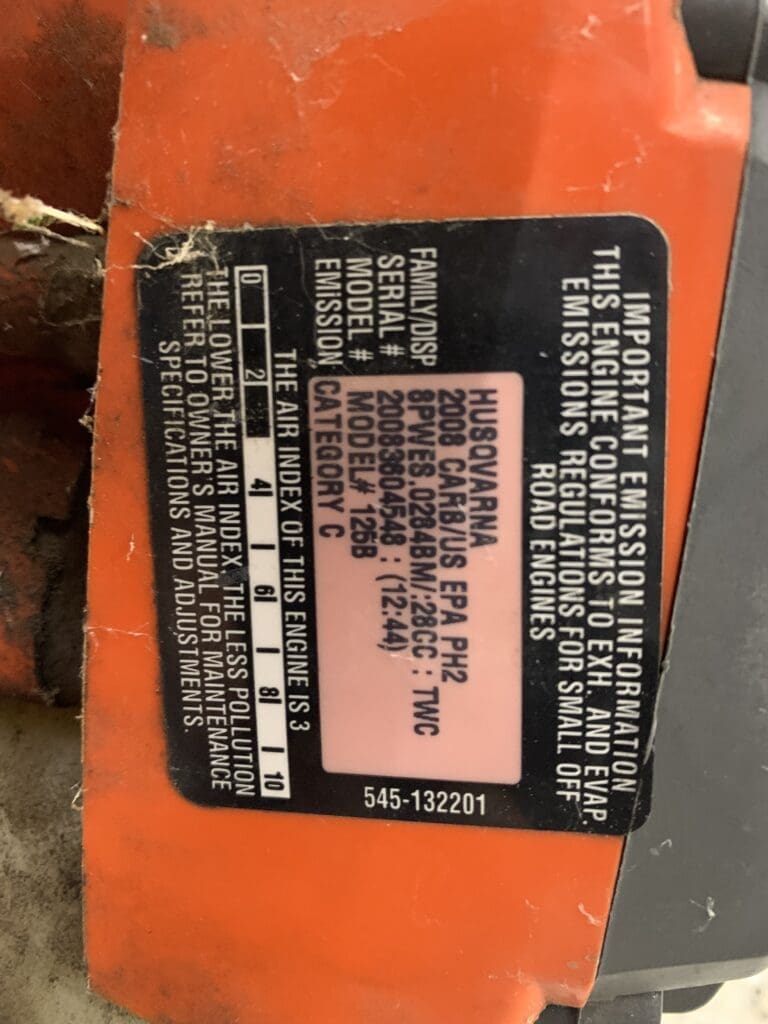 IMPORTANT EMISSION INFORMATION
THIS ENGINE CONFORMS TO EXH. AND EVAP.
EMISSIONS REGULATIONS FOR SMALL OFF
ROAD ENGINES
HUSQVARNA
2008 CARB/US EPA PH2
FAMILY/DISP 8PWES.0284BM/:28CC : TWC
SERIAL # 20083604548 : (12:44)
MODEL # MODEL# 125B
EMISSION CATEGORY C
545-132201
THE AIR INDEX OF THIS ENGINE IS 3
0 2 4 6 8 10
THE LOWER THE AIR INDEX, THE LESS POLLUTION
REFER TO OWNER'S MANUAL FOR MAINTENANCE
SPECIFICATIONS AND ADJUSTMENTS.